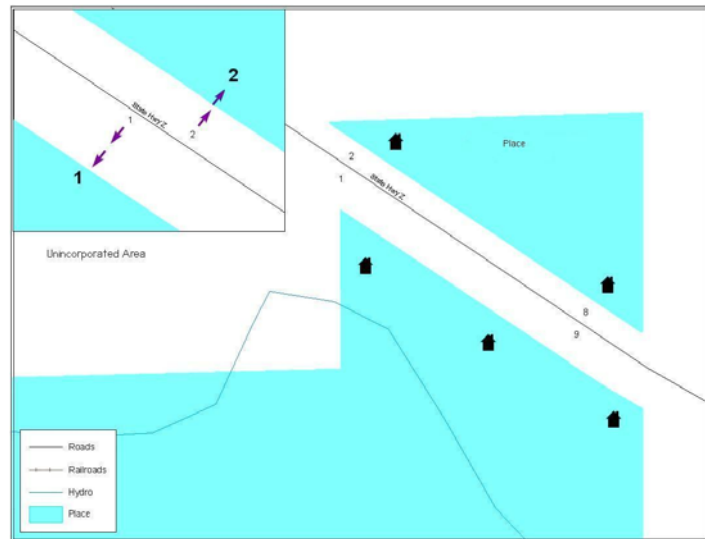 2
State Hwy Z
1
2
1
2
1
State Hwy Z
Place
Unincorporated Area
8
9
Roads
Railroads
Hydro
Place